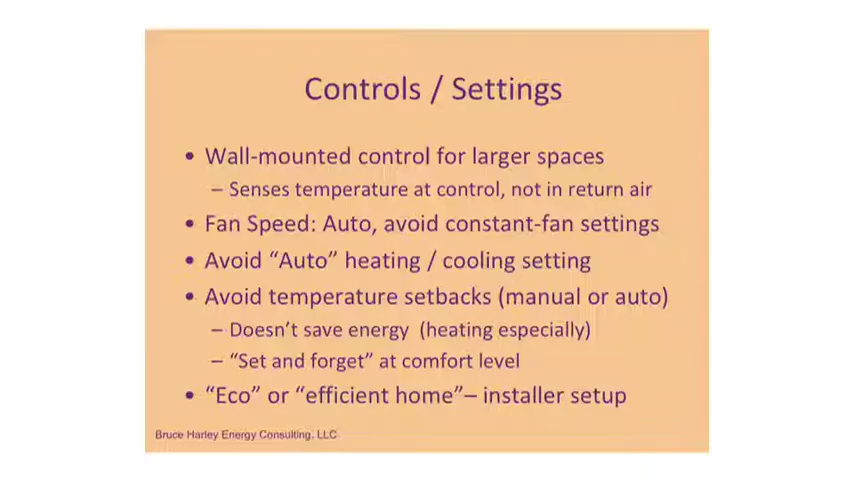 Controls / Settings
• Wall-mounted control for larger spaces
– Senses temperature at control, not in return air
• Fan Speed: Auto, avoid constant-fan settings
• Avoid “Auto” heating / cooling setting
• Avoid temperature setbacks (manual or auto)
– Doesn’t save energy (heating especially)
– “Set and forget” at comfort level
• “Eco” or “efficient home”– installer setup
Bruce Harley Energy Consulting, LLC